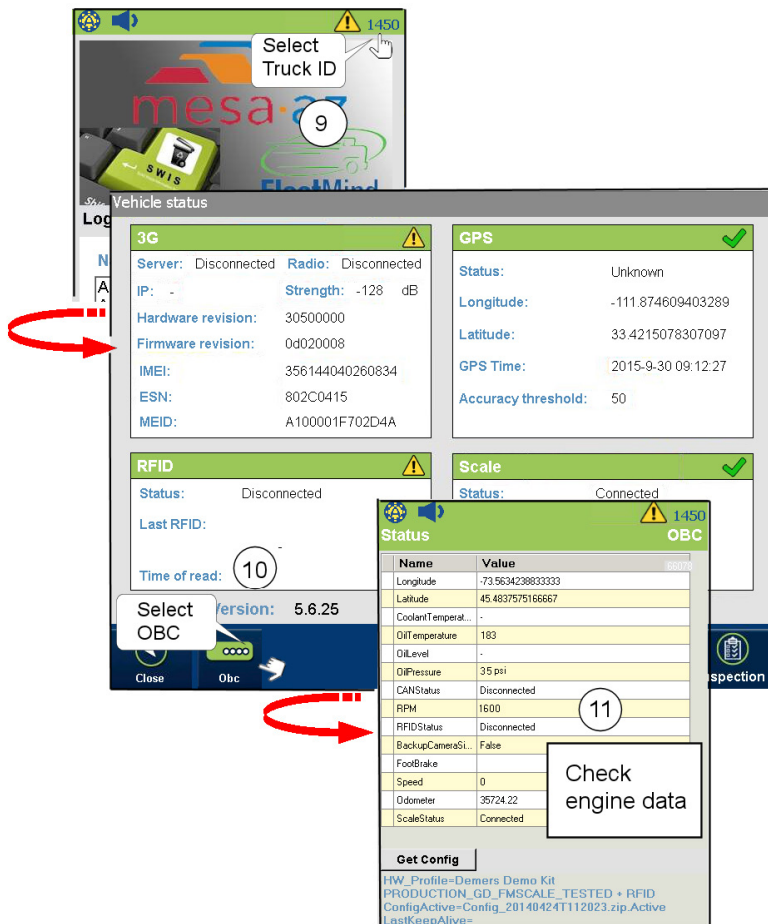 1450
Select
Truck ID
mesa·az
9
SWIS
FleetMind
Vehicle status
Log
N
A
3G
Server: Disconnected Radio: Disconnected
IP: - Strength: -128 dB
Hardware revision: 30500000
Firmware revision: 0d020008
IMEI: 356144040260834
ESN: 802C0415
MEID: A100001F702D4A
GPS
Status: Unknown
Longitude: -111.874609403289
Latitude: 33.4215078307097
GPS Time: 2015-9-30 09:12:27
Accuracy threshold: 50
RFID
Status: Disconnected
Last RFID:
-
Time of read:
10
Scale
Status: Connected
Version: 5.6.25
Select
OBC
Close
Obc
spection
1450
Status OBC
66078
Name Value
Longitude -73.5634238833333
Latitude 45.4837575166667
CoolantTemperat... -
OilTemperature 183
OilLevel -
OilPressure 35 psi
CANStatus Disconnected
RPM 1600
RFIDStatus Disconnected
BackupCameraSi... False
FootBrake
Speed 0
Odometer 35724.22
ScaleStatus Connected
11
Check
engine data
Get Config
HW_Profile=Demers Demo Kit
PRODUCTION_GD_FMSCALE_TESTED + RFID
ConfigActive=Config_20140424T112023.zip.Active
LastKeepAlive=